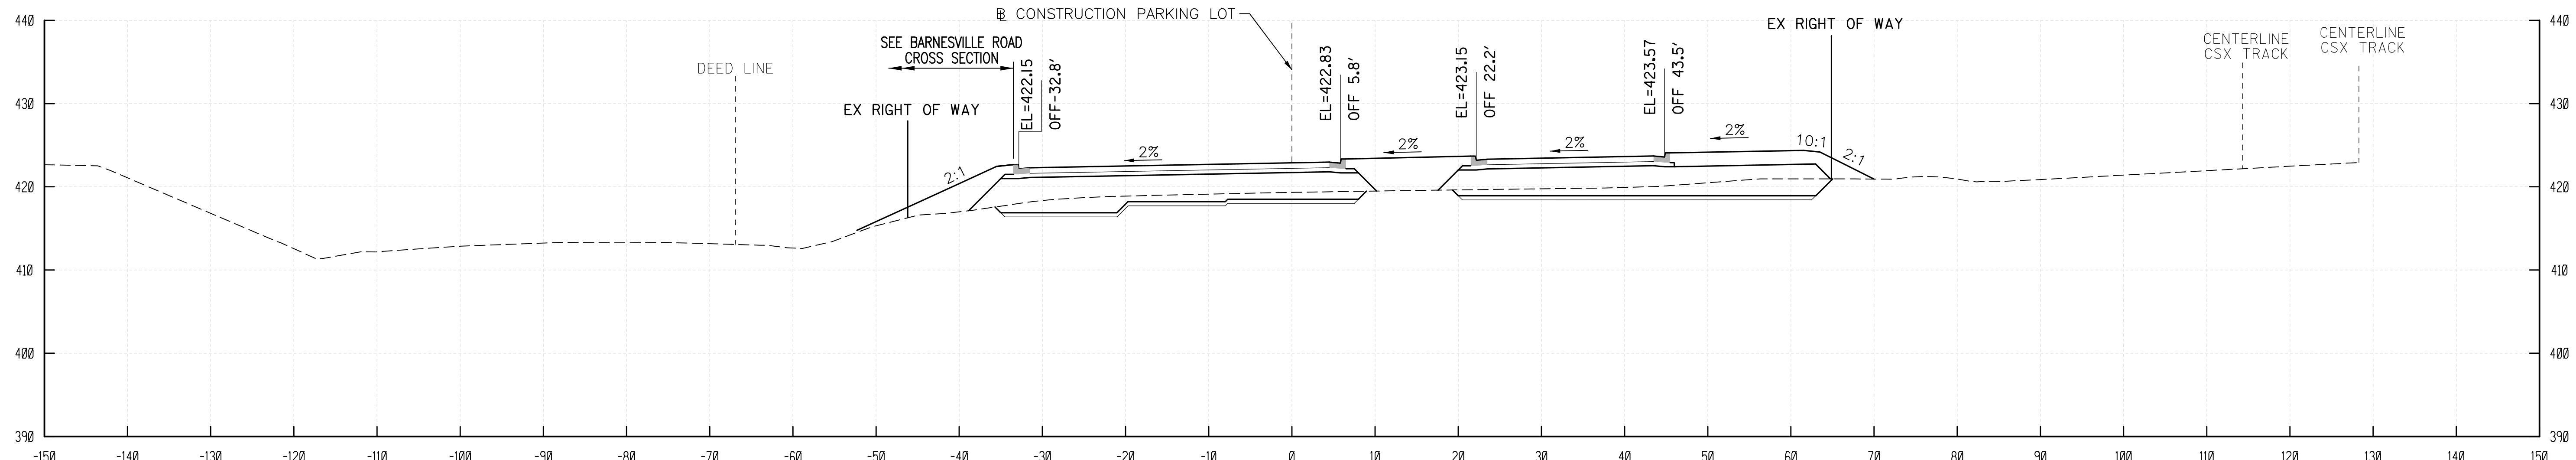 440
430
420
410
400
390
DEED LINE
SEE BARNESVILLE ROAD
CROSS SECTION
EX RIGHT OF WAY
2:1
EL=422.15
OFF-32.8'
2%
BL CONSTRUCTION PARKING LOT
EL=422.83
OFF 5.8'
2%
EL=423.15
OFF 22.2'
2%
EL=423.57
OFF 43.5'
2%
10:1
2:1
EX RIGHT OF WAY
CENTERLINE
CSX TRACK
CENTERLINE
CSX TRACK
440
430
420
410
400
390
-150 -140 -130 -120 -110 -100 -90 -80 -70 -60 -50 -40 -30 -20 -10 0 10 20 30 40 50 60 70 80 90 100 110 120 130 140 150